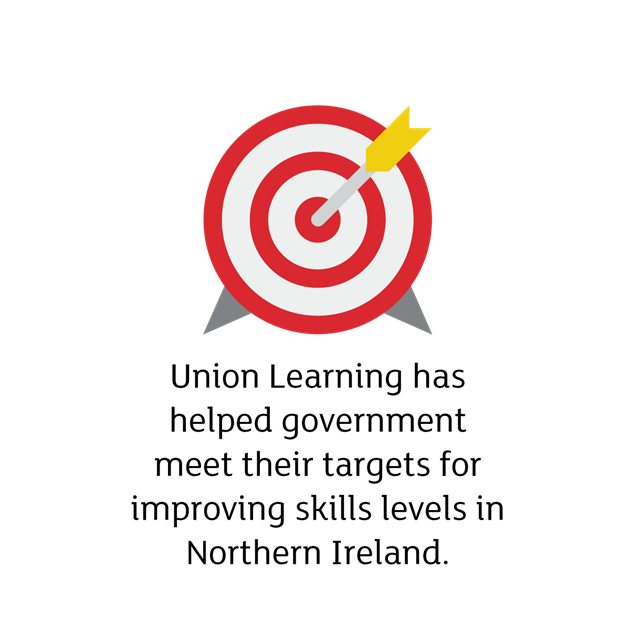 Union Learning has
helped government
meet their targets for
improving skills levels in
Northern Ireland.